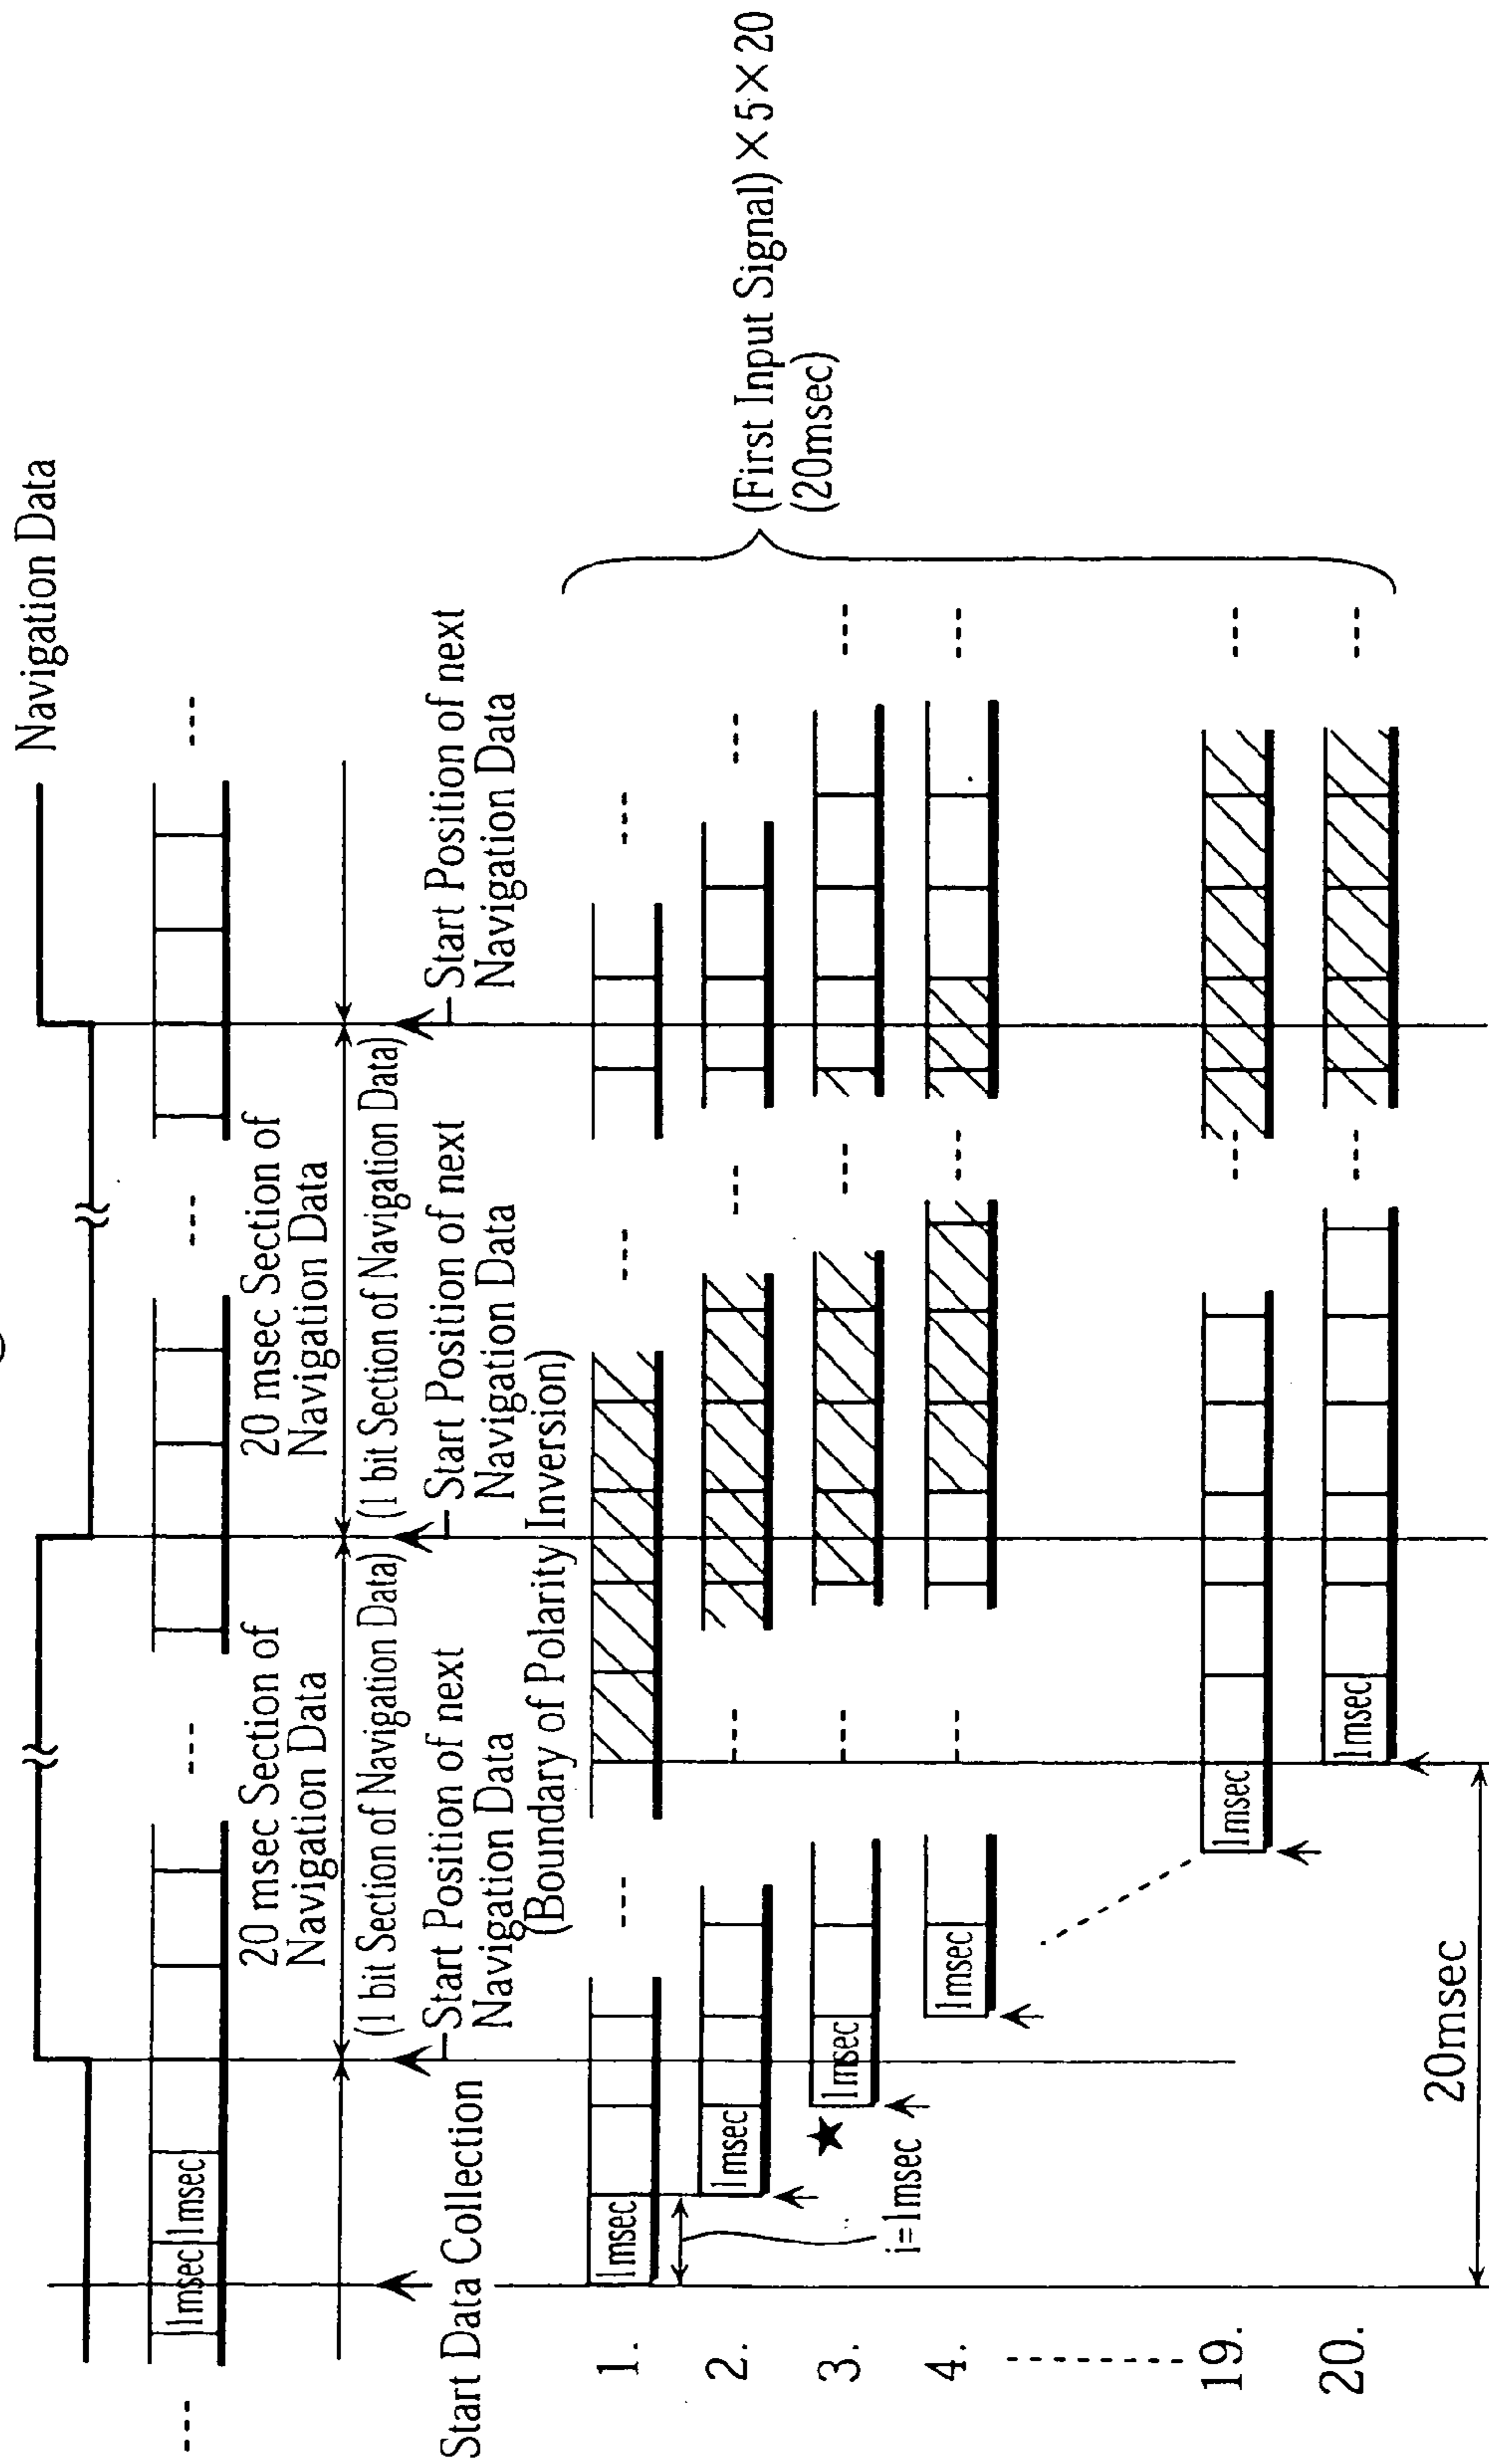 Navigation Data
1msec 1msec
20 msec Section of
Navigation Data
20 msec Section of
Navigation Data
(1 bit Section of Navigation Data)
(1 bit Section of Navigation Data)
Start Data Collection
Start Position of next
Navigation Data
(Boundary of Polarity Inversion)
Start Position of next
Navigation Data
Start Position of next
Navigation Data
1. 1msec
2. 1msec
i=1msec
3. ★ 1msec
4. 1msec
19. 1msec
20. 1msec
20msec
(First Input Signal)×5×20
(20msec)